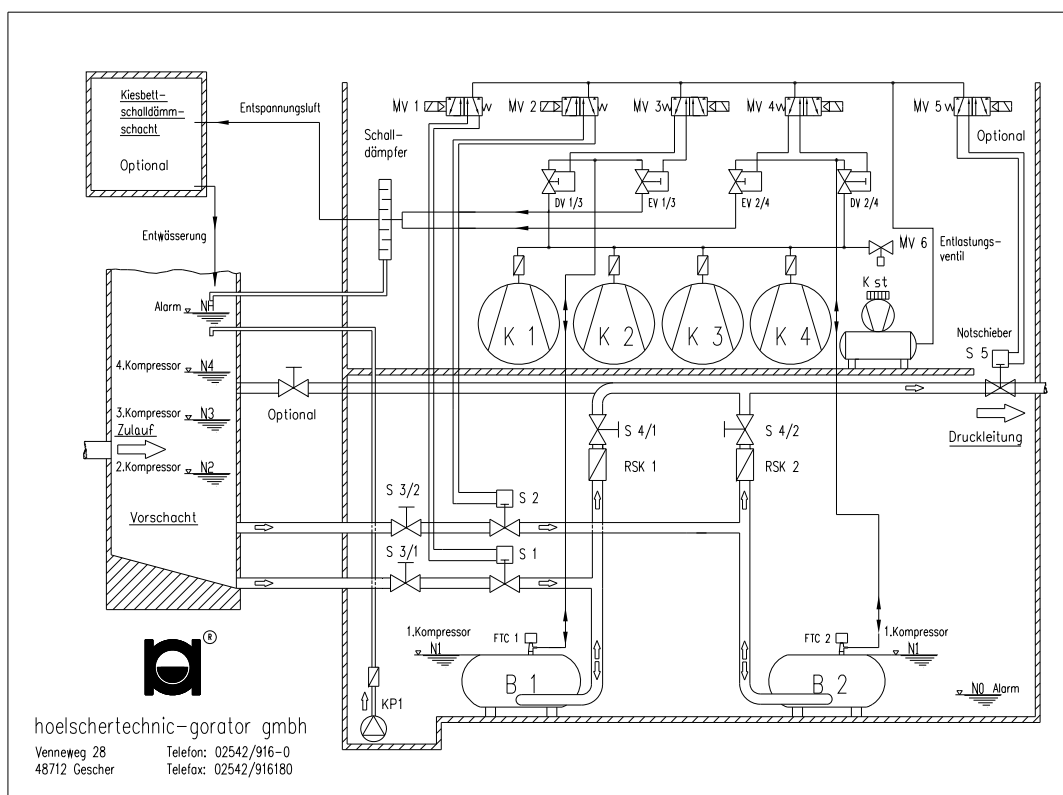 Kiesbett-
schalldämm-
schacht
Optional
Entspannungsluft
Entwässerung
Schall-
dämpfer
MV 1
MV 2
MV 3
MV 4
MV 5
Optional
DV 1/3
EV 1/3
EV 2/4
DV 2/4
MV 6
Entlastungs-
ventil
K st
K 1
K 2
K 3
K 4
Notschieber
S 5
Druckleitung
Alarm NH
4.Kompressor N4
3.Kompressor N3
Zulauf
2.Kompressor N2
Vorschacht
Optional
S 4/1
S 4/2
RSK 1
RSK 2
S 3/2
S 2
S 3/1
S 1
1.Kompressor
N1
FTC 1
B 1
FTC 2
1.Kompressor
N1
B 2
N0 Alarm
KP1
®
hoelschertechnic-gorator gmbh
Venneweg 28 Telefon: 02542/916-0
48712 Gescher Telefax: 02542/916180